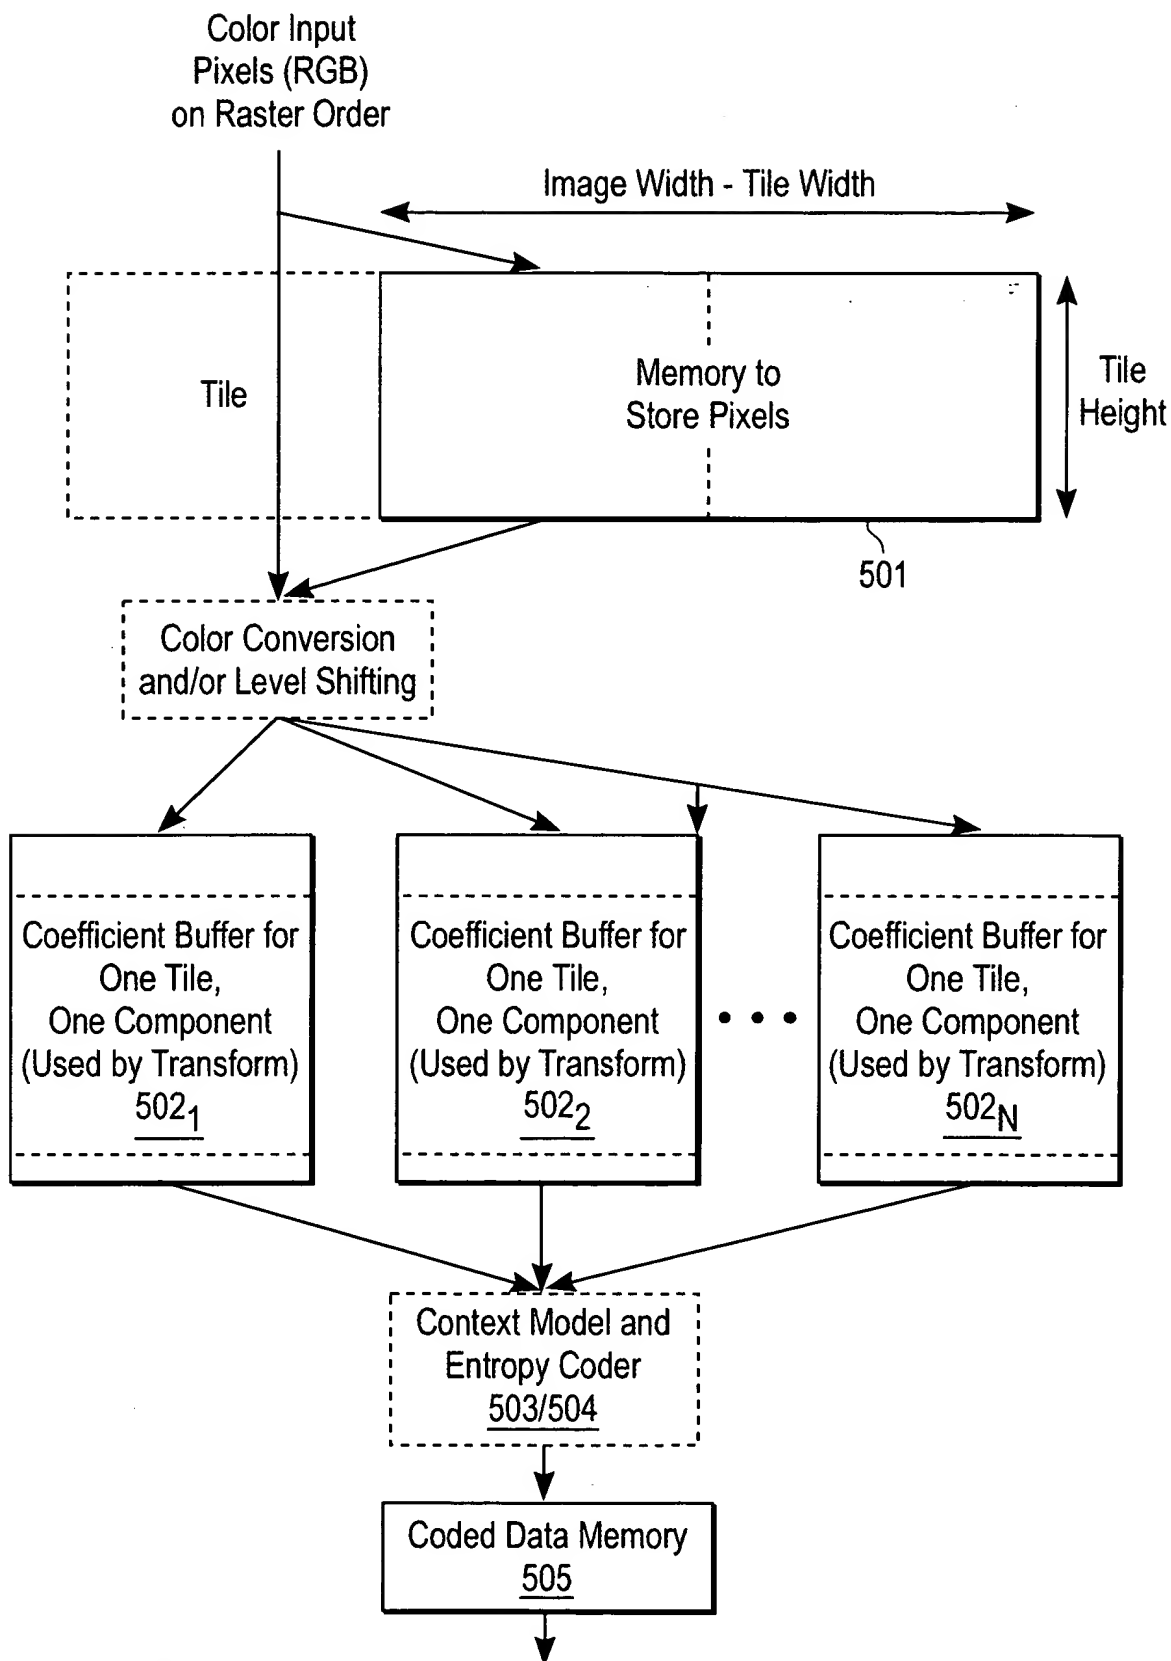 Color Input
Pixels (RGB)
on Raster Order
Image Width - Tile Width
Tile
Memory to
Store Pixels
Tile
Height
501
Color Conversion
and/or Level Shifting
Coefficient Buffer for
One Tile,
One Component
(Used by Transform)
502₁
Coefficient Buffer for
One Tile,
One Component
(Used by Transform)
502₂
• • •
Coefficient Buffer for
One Tile,
One Component
(Used by Transform)
502N
Context Model and
Entropy Coder
503/504
Coded Data Memory
505